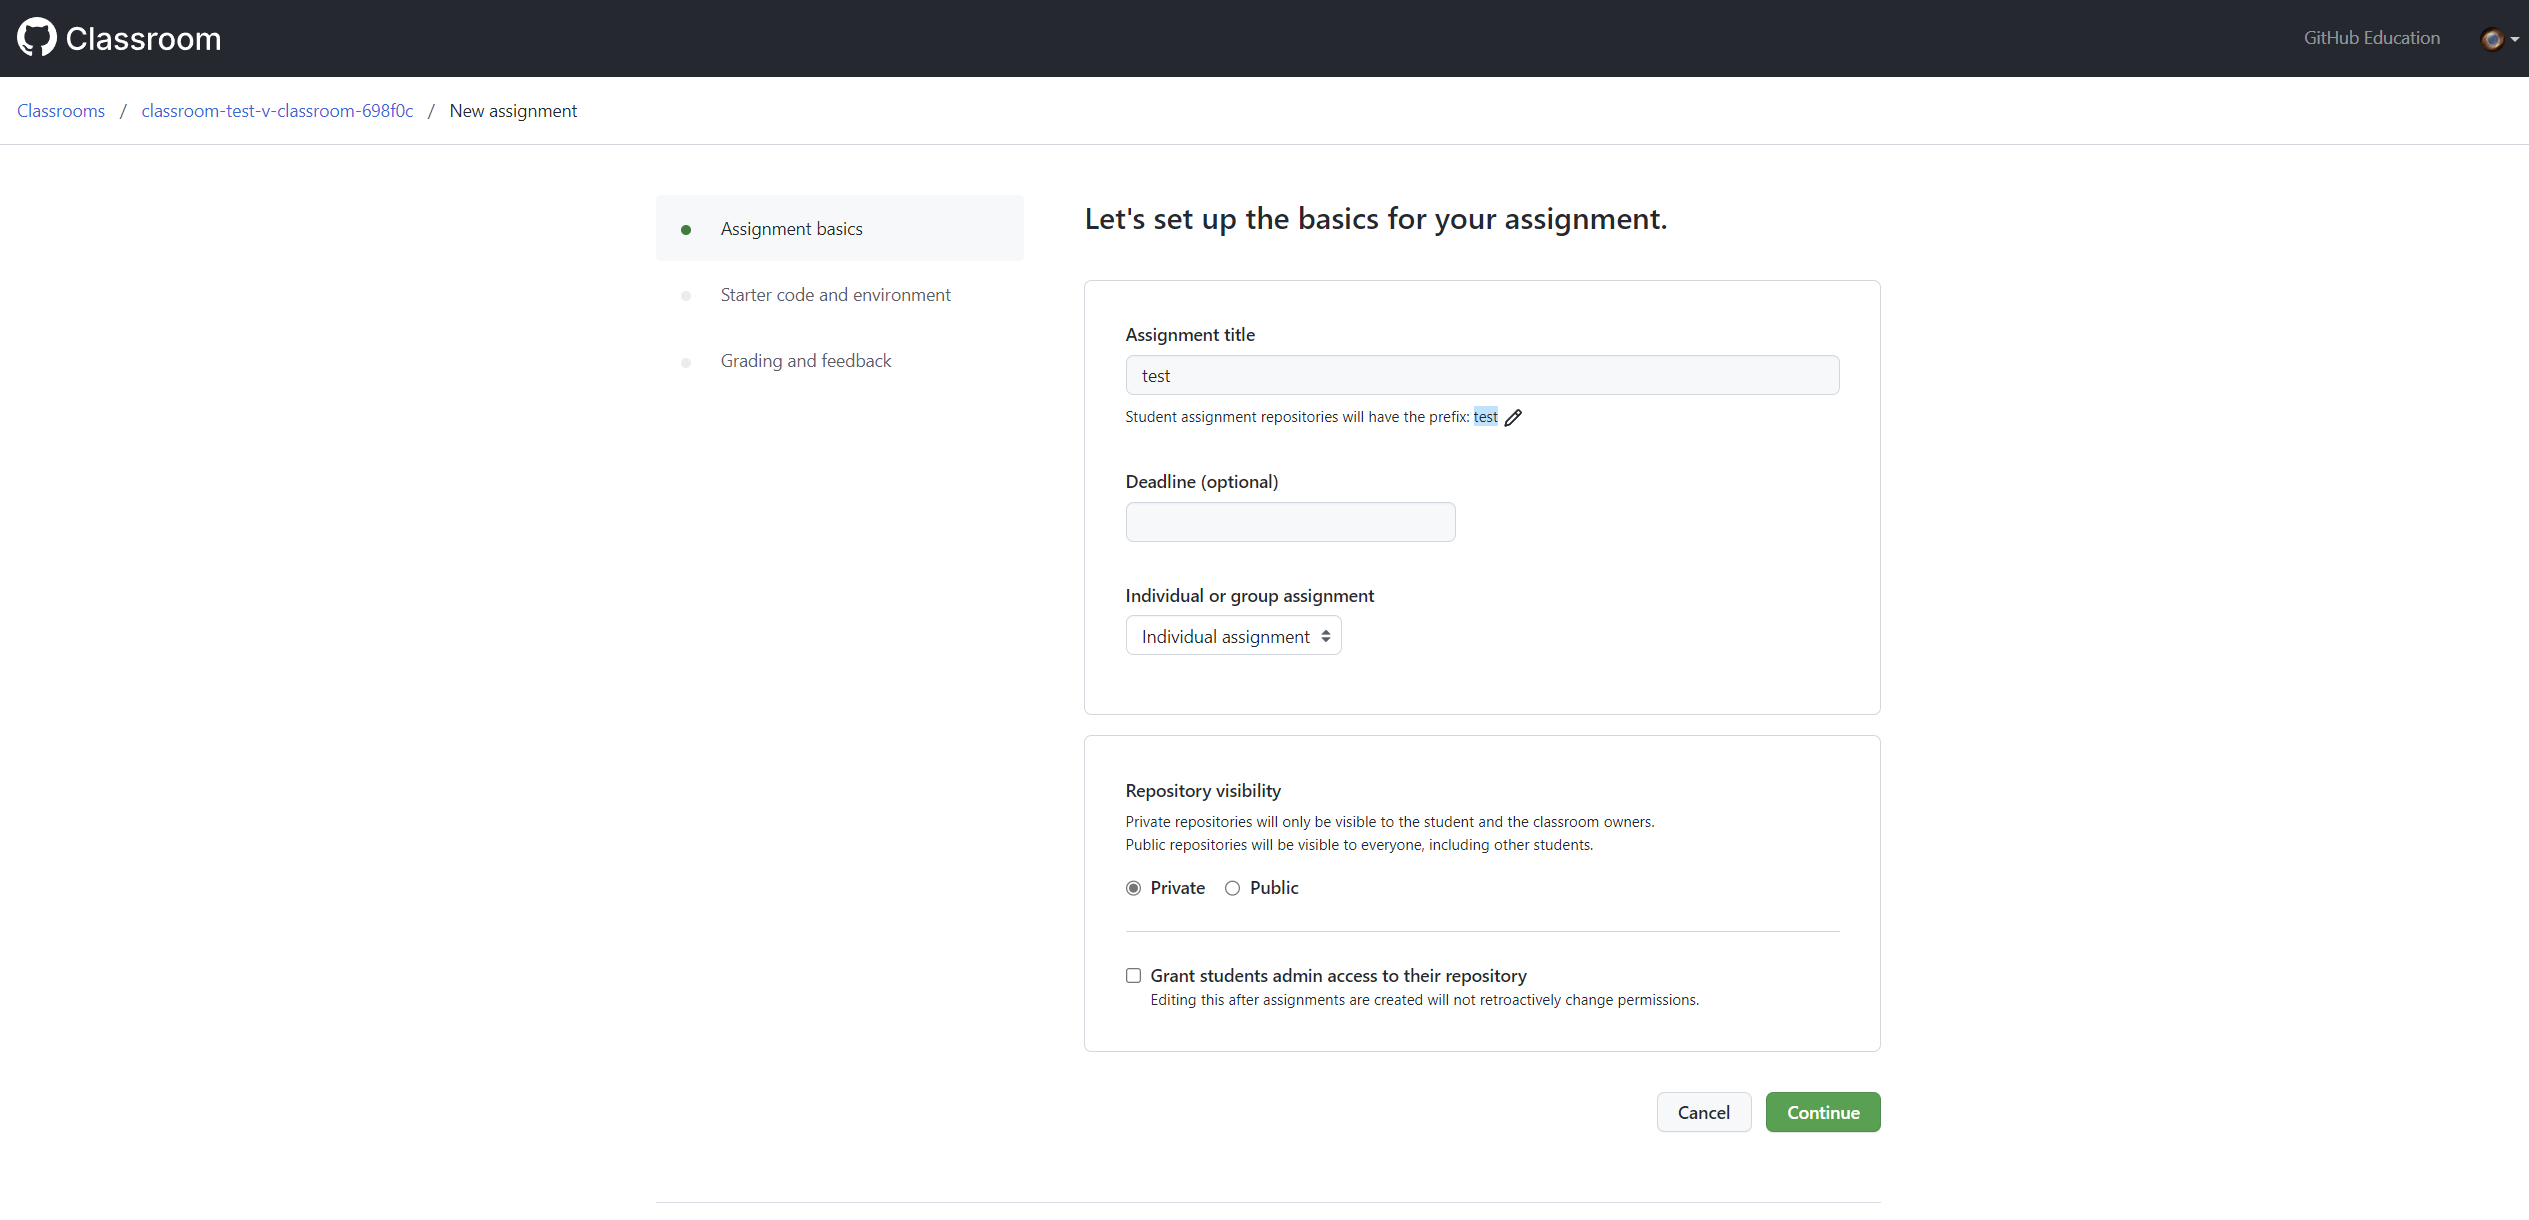 Classroom
GitHub Education
Classrooms / classroom-test-v-classroom-698f0c / New assignment
Assignment basics
Starter code and environment
Grading and feedback
Let's set up the basics for your assignment.
Assignment title
test
Student assignment repositories will have the prefix: test
Deadline (optional)
Individual or group assignment
Individual assignment
Repository visibility
Private repositories will only be visible to the student and the classroom owners.
Public repositories will be visible to everyone, including other students.
Private Public
Grant students admin access to their repository
Editing this after assignments are created will not retroactively change permissions.
Cancel Continue